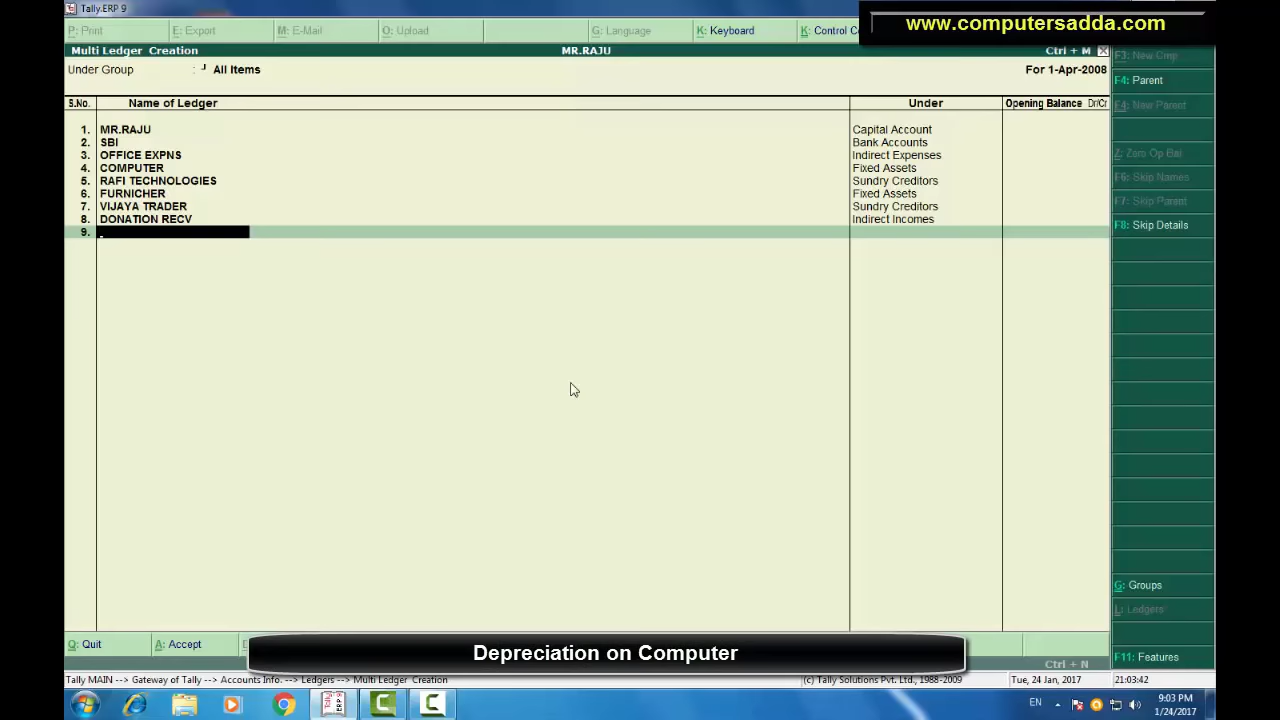 Tally.ERP 9
www.computersadda.com
P: Print E: Export M: E-Mail O: Upload G: Language K: Keyboard K: Control C
Multi Ledger Creation MR.RAJU Ctrl + M
Under Group : All Items For 1-Apr-2008
S.No. Name of Ledger Under Opening Balance Dr/Cr
1. MR.RAJU Capital Account
2. SBI Bank Accounts
3. OFFICE EXPNS Indirect Expenses
4. COMPUTER Fixed Assets
5. RAFI TECHNOLOGIES Sundry Creditors
6. FURNICHER Fixed Assets
7. VIJAYA TRADER Sundry Creditors
8. DONATION RECV Indirect Incomes
9.
F3: New Cmp
F4: Parent
F4: New Parent
Z: Zero Op Bal
F6: Skip Names
F7: Skip Parent
F8: Skip Details
G: Groups
L: Ledgers
F11: Features
Q: Quit A: Accept
Depreciation on Computer
Ctrl + N
Tally MAIN --> Gateway of Tally --> Accounts Info. --> Ledgers --> Multi Ledger Creation (c) Tally Solutions Pvt. Ltd., 1988-2009 Tue, 24 Jan, 2017 21:03:42
EN 9:03 PM
1/24/2017